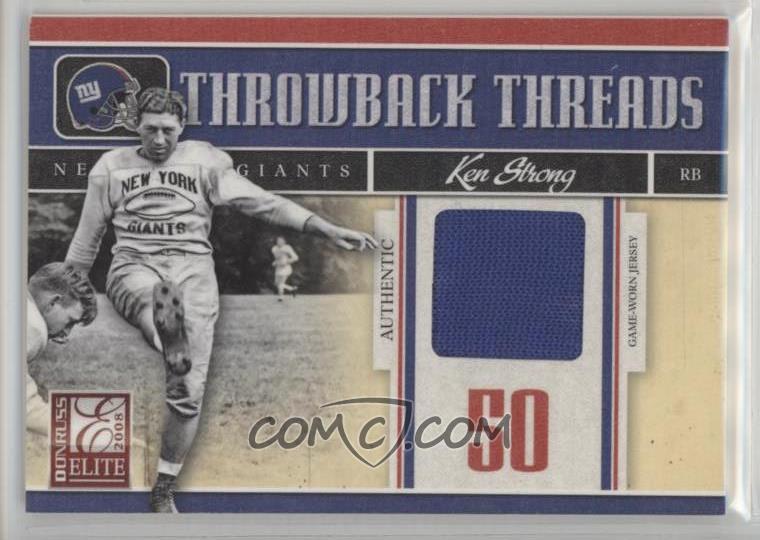 ny
THROWBACK THREADS
NE GIANTS
Ken Strong
RB
NEW YORK
GIANTS
AUTHENTIC
GAME-WORN JERSEY
50
DONRUSS
ELITE
E
2008
COMC.COM